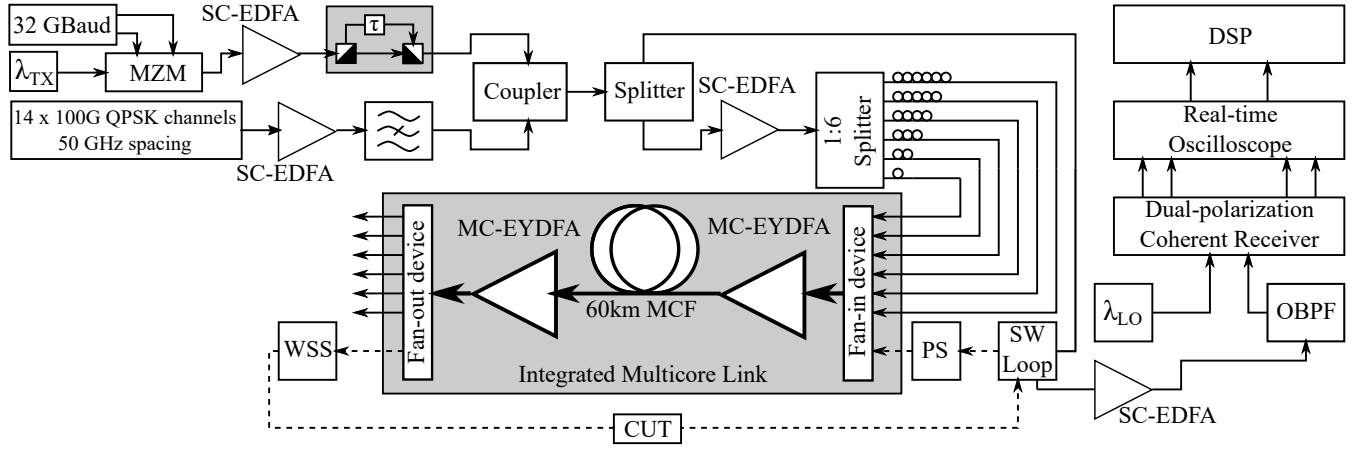 32 GBaud
SC-EDFA
λTX
MZM
τ
14 x 100G QPSK channels
50 GHz spacing
SC-EDFA
Coupler
Splitter
SC-EDFA
1:6
Splitter
DSP
Real-time
Oscilloscope
Dual-polarization
Coherent Receiver
λLO
OBPF
SC-EDFA
SW
Loop
PS
Fan-in device
MC-EYDFA
60km MCF
MC-EYDFA
Fan-out device
Integrated Multicore Link
WSS
CUT